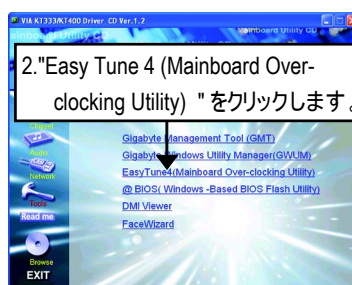 VIA KT333/KT400 Driver CD Ver.1.2
Mainboard Utility CD
2."Easy Tune 4 (Mainboard Over-
clocking Utility) " をクリックします。
Chipset
Audio
Network
Tools
Read me
Browse
EXIT
Gigabyte Management Tool (GMT)
Gigabyte Windows Utility Manager(GWUM)
EasyTune4(Mainboard Over-clocking Utility)
@ BIOS( Windows -Based BIOS Flash Utility)
DMI Viewer
FaceWizard